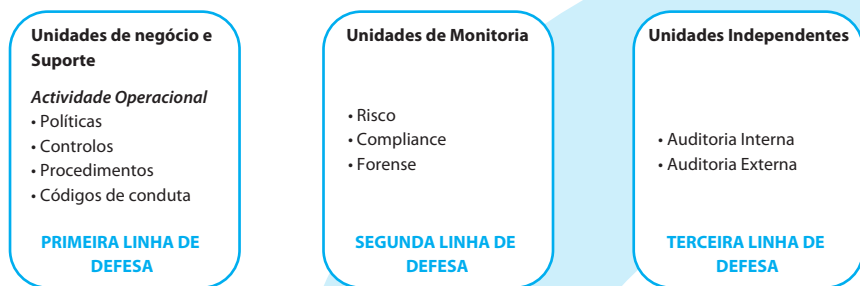 Unidades de negócio e
Suporte
Actividade Operacional
• Políticas
• Controlos
• Procedimentos
• Códigos de conduta
PRIMEIRA LINHA DE
DEFESA
Unidades de Monitoria
• Risco
• Compliance
• Forense
SEGUNDA LINHA DE
DEFESA
Unidades Independentes
• Auditoria Interna
• Auditoria Externa
TERCEIRA LINHA DE
DEFESA